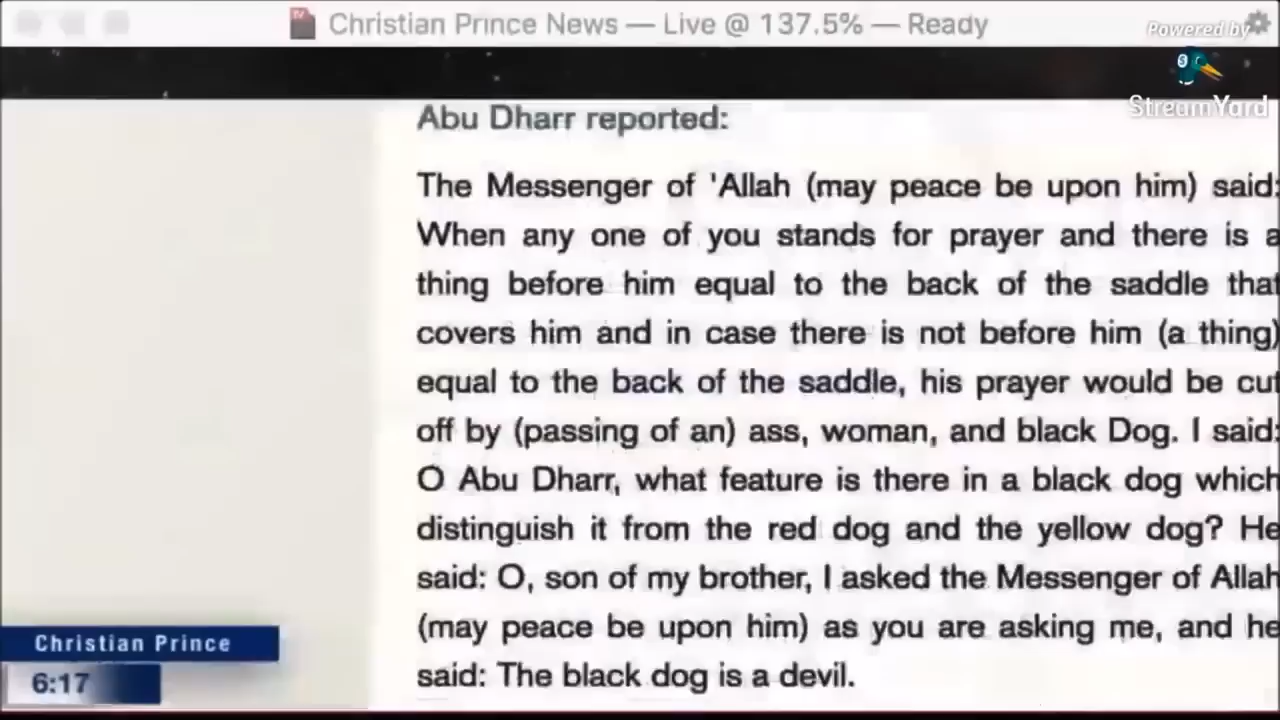 Christian Prince News — Live @ 137.5% — Ready
Powered by
StreamYard
Abu Dharr reported:
The Messenger of 'Allah (may peace be upon him) said:
When any one of you stands for prayer and there is a
thing before him equal to the back of the saddle that
covers him and in case there is not before him (a thing)
equal to the back of the saddle, his prayer would be cut
off by (passing of an) ass, woman, and black Dog. I said:
O Abu Dharr, what feature is there in a black dog which
distinguish it from the red dog and the yellow dog? He
said: O, son of my brother, I asked the Messenger of Allah
(may peace be upon him) as you are asking me, and he
said: The black dog is a devil.
Christian Prince
6:17